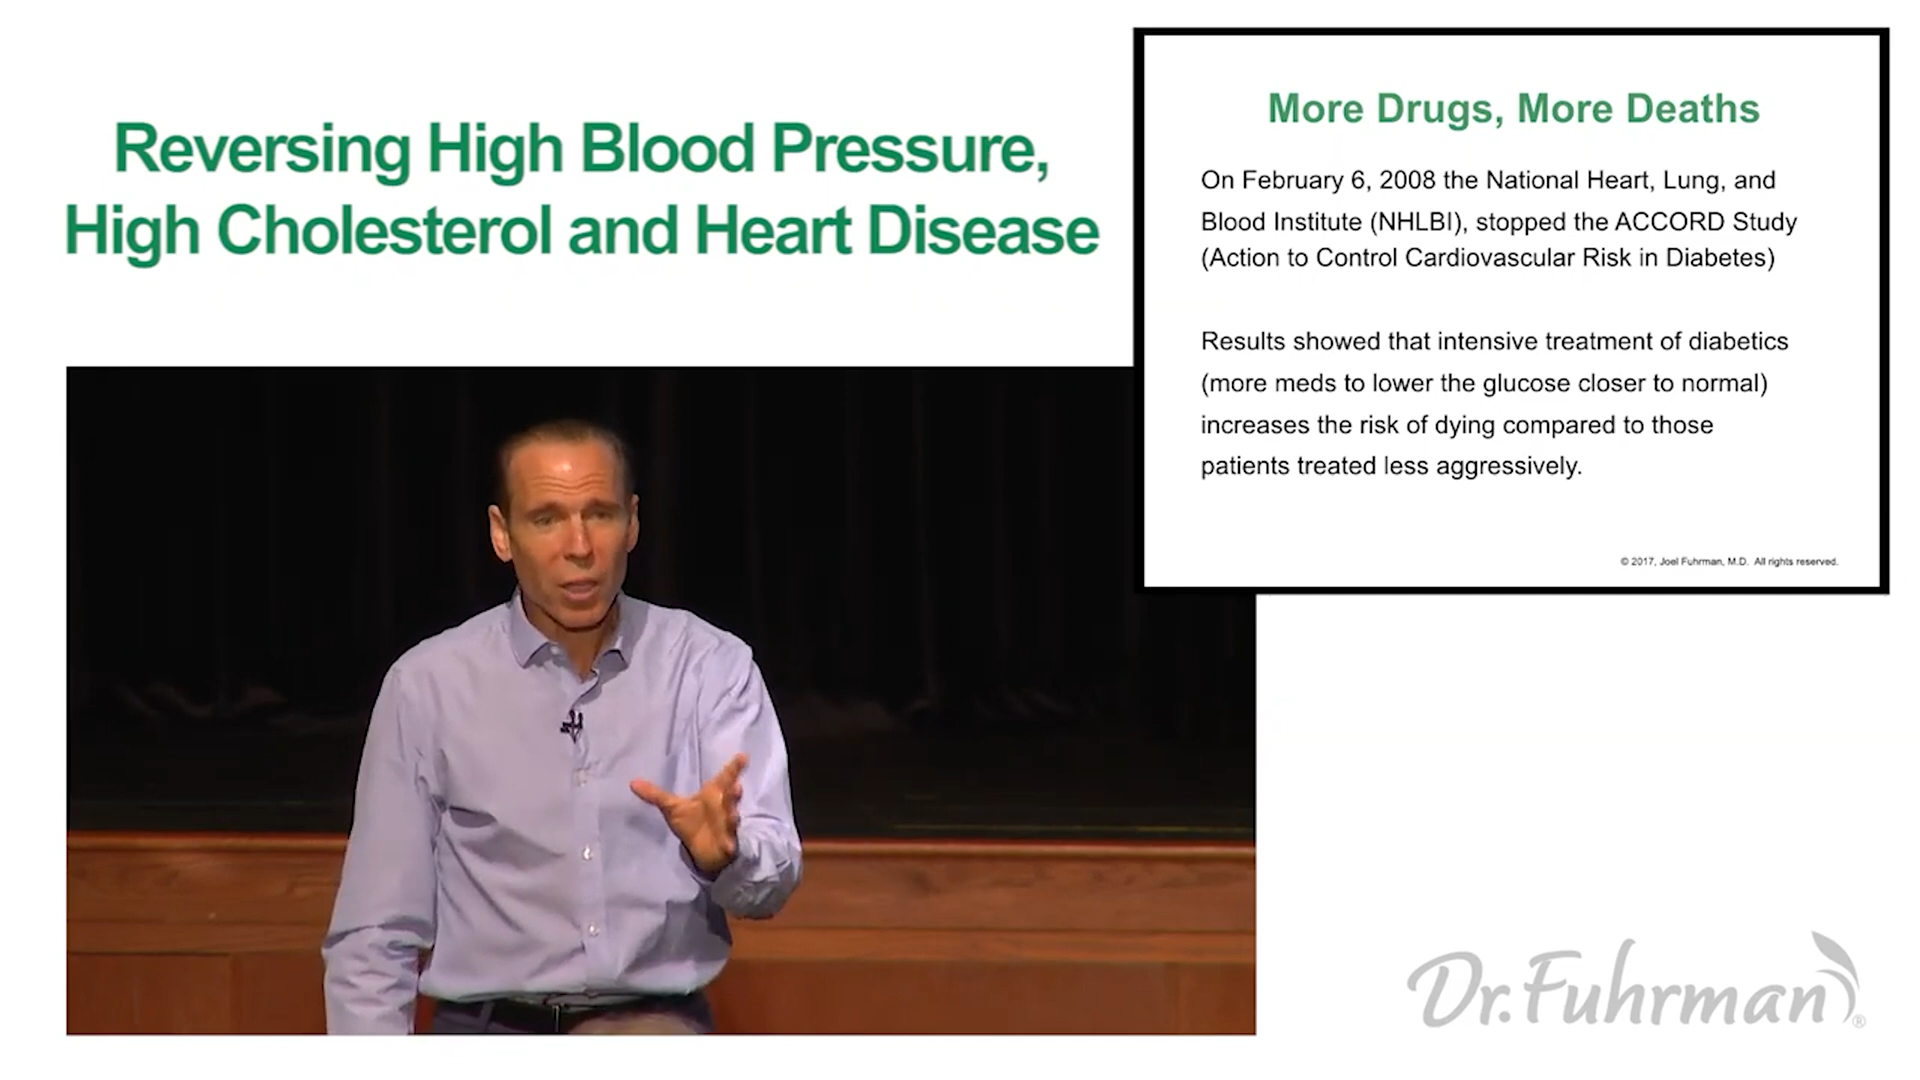 Reversing High Blood Pressure,
High Cholesterol and Heart Disease
More Drugs, More Deaths
On February 6, 2008 the National Heart, Lung, and
Blood Institute (NHLBI), stopped the ACCORD Study
(Action to Control Cardiovascular Risk in Diabetes)
Results showed that intensive treatment of diabetics
(more meds to lower the glucose closer to normal)
increases the risk of dying compared to those
patients treated less aggressively.
© 2017, Joel Fuhrman, M.D. All rights reserved.
Dr. Fuhrman®